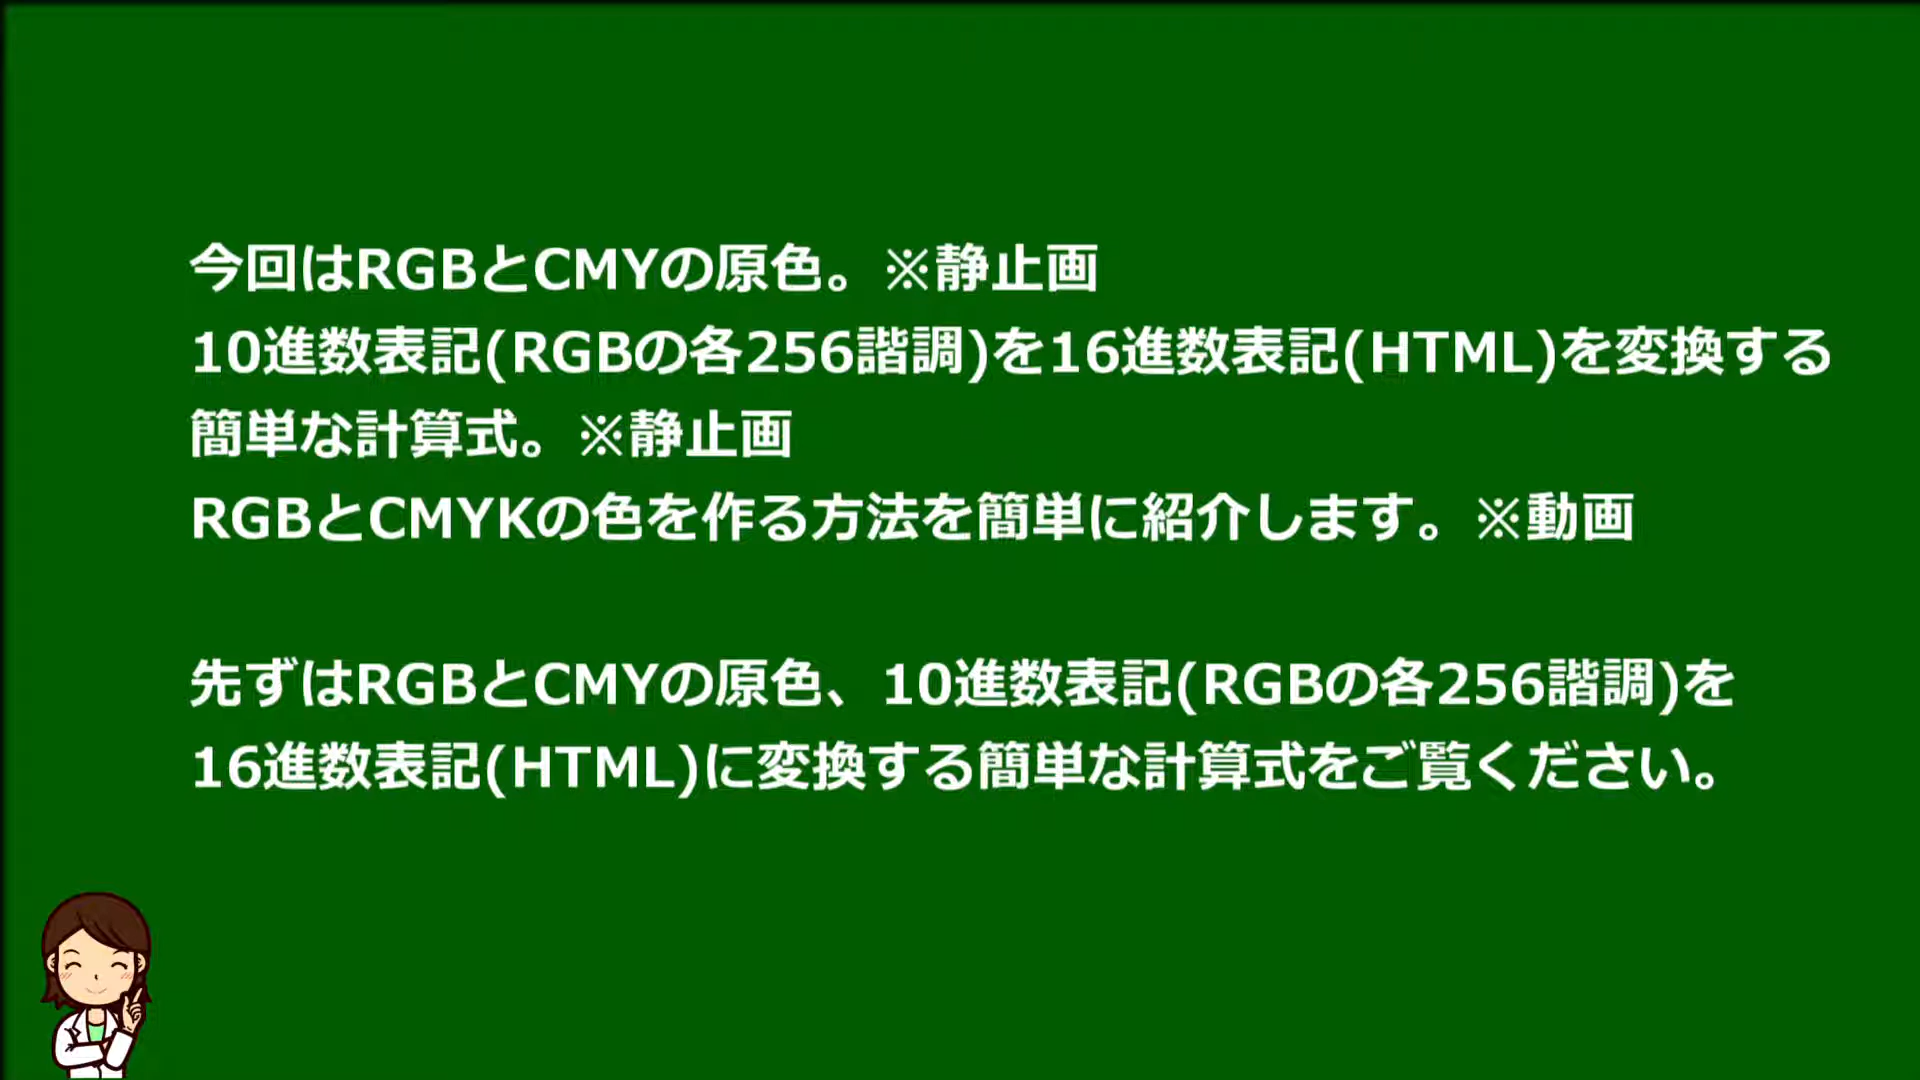 今回はRGBとCMYの原色。※静止画
10進数表記(RGBの各256諧調)を16進数表記(HTML)を変換する
簡単な計算式。※静止画
RGBとCMYKの色を作る方法を簡単に紹介します。※動画
先ずはRGBとCMYの原色、10進数表記(RGBの各256諧調)を
16進数表記(HTML)に変換する簡単な計算式をご覧ください。